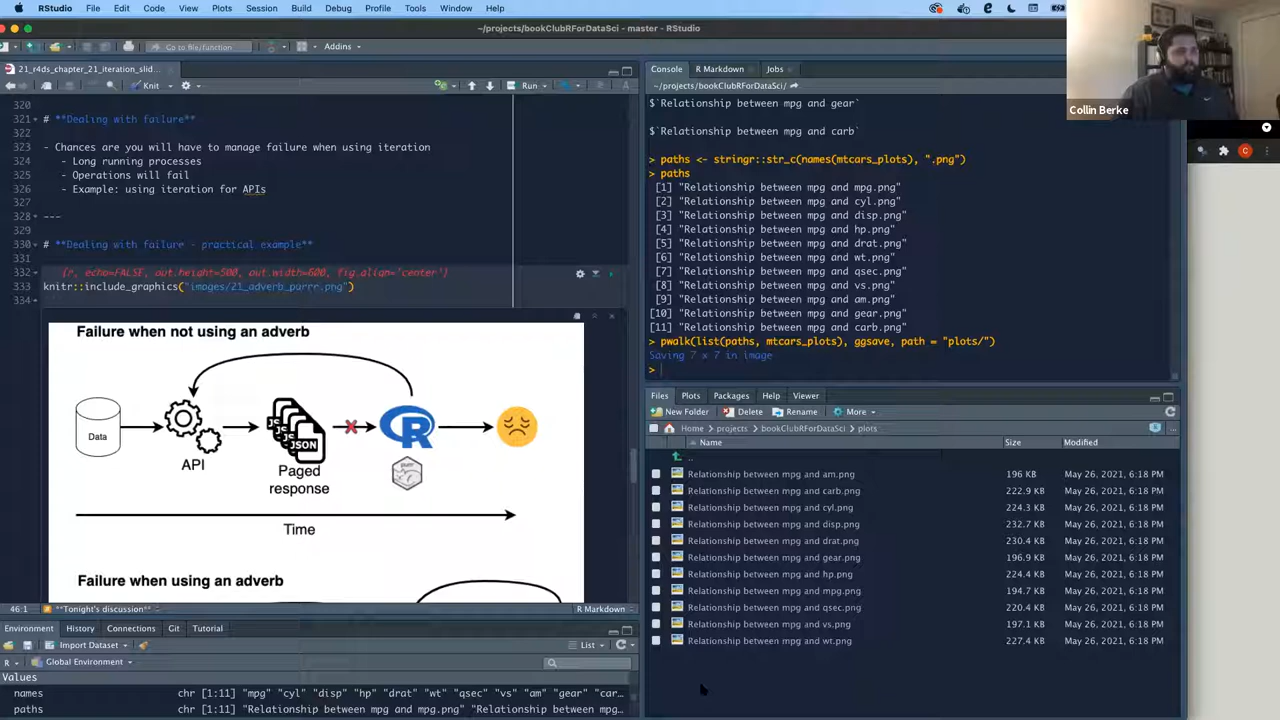 RStudio File Edit Code View Plots Session Build Debug Profile Tools Window Help
~/projects/bookClubRForDataSci - master - RStudio
Go to file/function
Addins
21_r4ds_chapter_21_iteration_slid...
Knit
Run
320
321 # **Dealing with failure**
322
323 - Chances are you will have to manage failure when using iteration
324 - Long running processes
325 - Operations will fail
326 - Example: using iteration for APIs
327
328 ---
329
330 # **Dealing with failure - practical example**
331
332 {r, echo=FALSE, out.height=500, out.width=600, fig.align='center'}
333 knitr::include_graphics("images/21_adverb_purrr.png")
334
Failure when not using an adverb
Data
API
JSON
Paged
response
R
purrr
Time
Failure when using an adverb
46:1 **Tonight's discussion** R Markdown
Environment History Connections Git Tutorial
Import Dataset
List
R Global Environment
Values
names chr [1:11] "mpg" "cyl" "disp" "hp" "drat" "wt" "qsec" "vs" "am" "gear" "car...
paths chr [1:11] "Relationship between mpg and mpg.png" "Relationship between mpg...
Console R Markdown Jobs
~/projects/bookClubRForDataSci/
$`Relationship between mpg and gear`
$`Relationship between mpg and carb`
> paths <- stringr::str_c(names(mtcars_plots), ".png")
> paths
[1] "Relationship between mpg and mpg.png"
[2] "Relationship between mpg and cyl.png"
[3] "Relationship between mpg and disp.png"
[4] "Relationship between mpg and hp.png"
[5] "Relationship between mpg and drat.png"
[6] "Relationship between mpg and wt.png"
[7] "Relationship between mpg and qsec.png"
[8] "Relationship between mpg and vs.png"
[9] "Relationship between mpg and am.png"
[10] "Relationship between mpg and gear.png"
[11] "Relationship between mpg and carb.png"
> pwalk(list(paths, mtcars_plots), ggsave, path = "plots/")
Saving 7 x 7 in image
>
Files Plots Packages Help Viewer
New Folder Delete Rename More
Home projects bookClubRForDataSci plots
Name Size Modified
..
Relationship between mpg and am.png 196 KB May 26, 2021, 6:18 PM
Relationship between mpg and carb.png 222.9 KB May 26, 2021, 6:18 PM
Relationship between mpg and cyl.png 224.3 KB May 26, 2021, 6:18 PM
Relationship between mpg and disp.png 232.7 KB May 26, 2021, 6:18 PM
Relationship between mpg and drat.png 230.4 KB May 26, 2021, 6:18 PM
Relationship between mpg and gear.png 196.9 KB May 26, 2021, 6:18 PM
Relationship between mpg and hp.png 224.4 KB May 26, 2021, 6:18 PM
Relationship between mpg and mpg.png 194.7 KB May 26, 2021, 6:18 PM
Relationship between mpg and qsec.png 220.4 KB May 26, 2021, 6:18 PM
Relationship between mpg and vs.png 197.1 KB May 26, 2021, 6:18 PM
Relationship between mpg and wt.png 227.4 KB May 26, 2021, 6:18 PM
Collin Berke
C